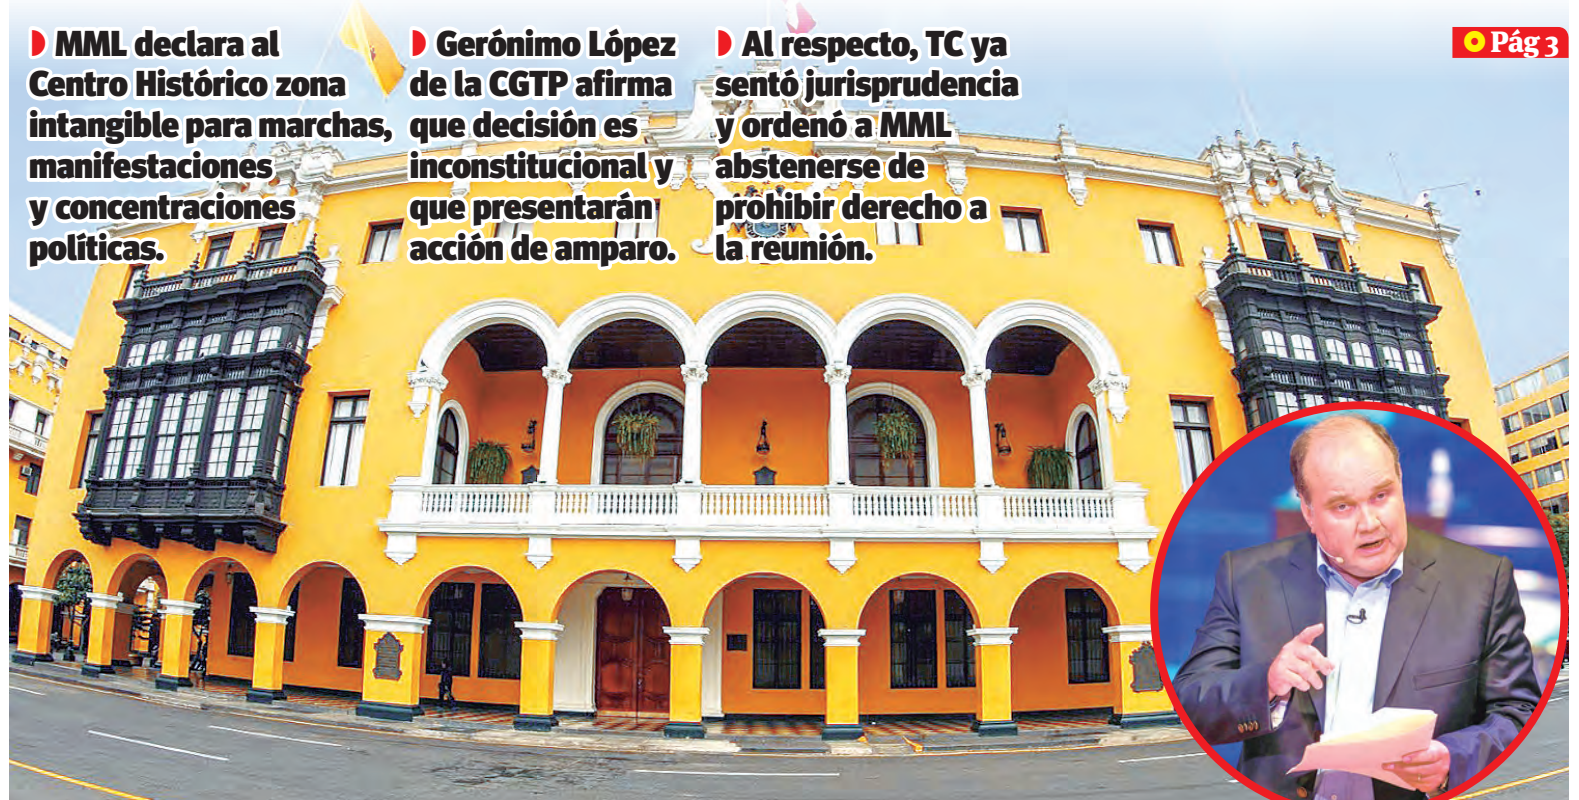 MML declara al
Centro Histórico zona
intangible para marchas,
manifestaciones
y concentraciones
políticas.
Gerónimo López
de la CGTP afirma
que decisión es
inconstitucional y
que presentarán
acción de amparo.
Al respecto, TC ya
sentó jurisprudencia
y ordenó a MML
abstenerse de
prohibir derecho a
la reunión.
Pág 3